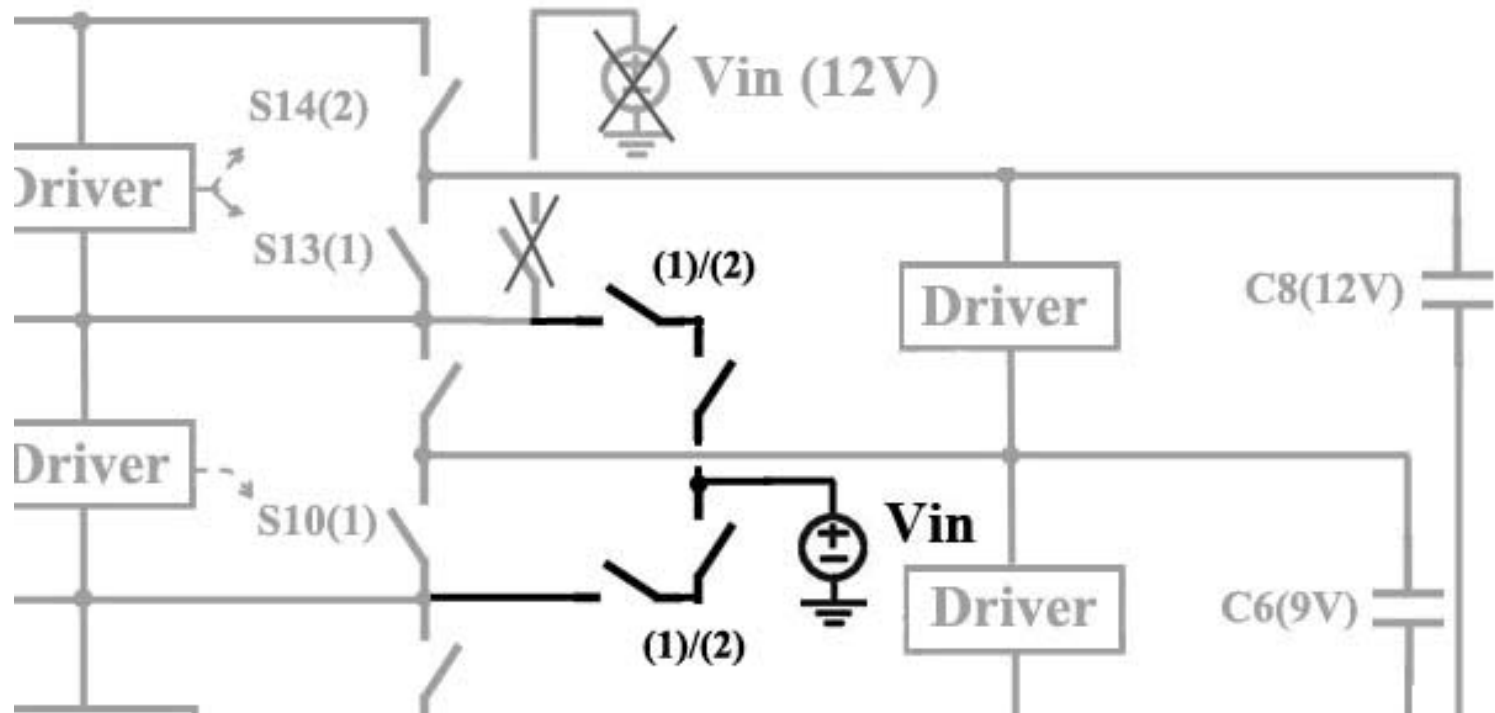 Vin (12V)
S14(2)
Driver
S13(1)
(1)/(2)
Driver
C8(12V)
Driver
S10(1)
Vin
Driver
C6(9V)
(1)/(2)